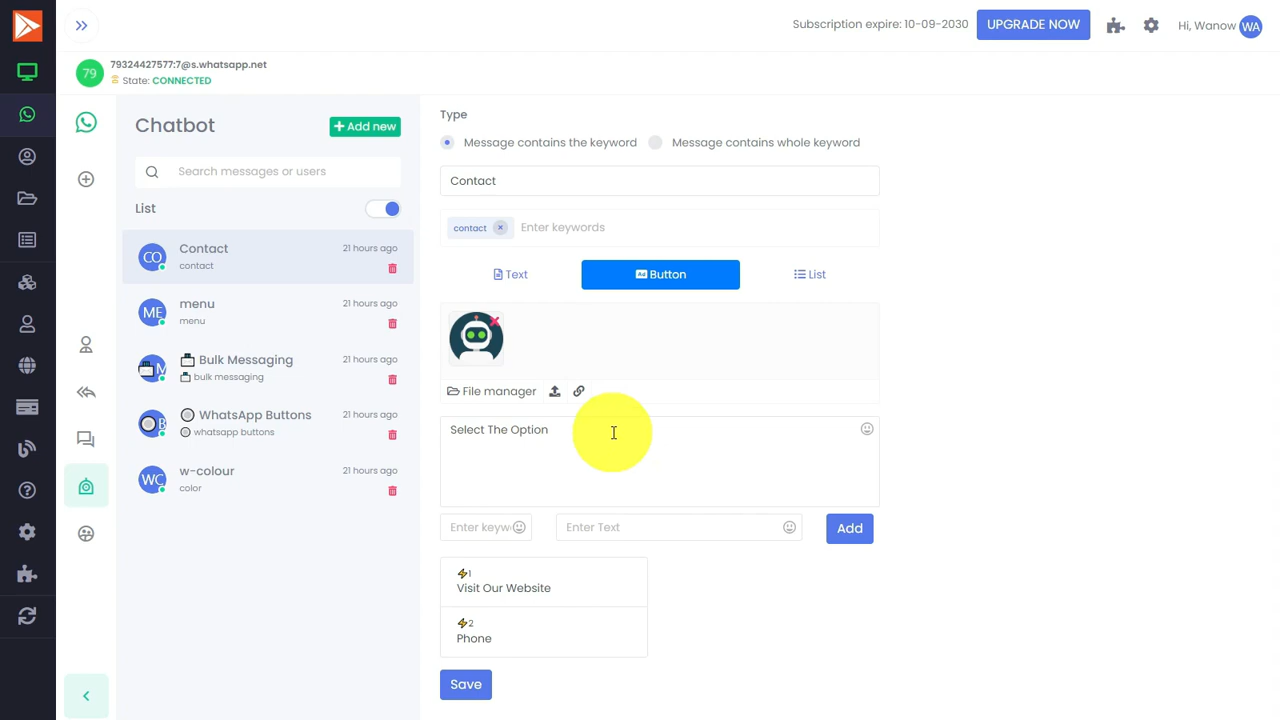 Subscription expire: 10-09-2030
UPGRADE NOW
Hi, Wanow
WA
79
79324427577:7@s.whatsapp.net
State: CONNECTED
Chatbot
Add new
Search messages or users
List
CO
Contact
21 hours ago
contact
ME
menu
21 hours ago
menu
M
Bulk Messaging
21 hours ago
bulk messaging
WhatsApp Buttons
21 hours ago
whatsapp buttons
WC
w-colour
21 hours ago
color
Type
Message contains the keyword
Message contains whole keyword
Contact
contact
Enter keywords
Text
Button
List
File manager
Select The Option
Enter keyw
Enter Text
Add
1
Visit Our Website
2
Phone
Save